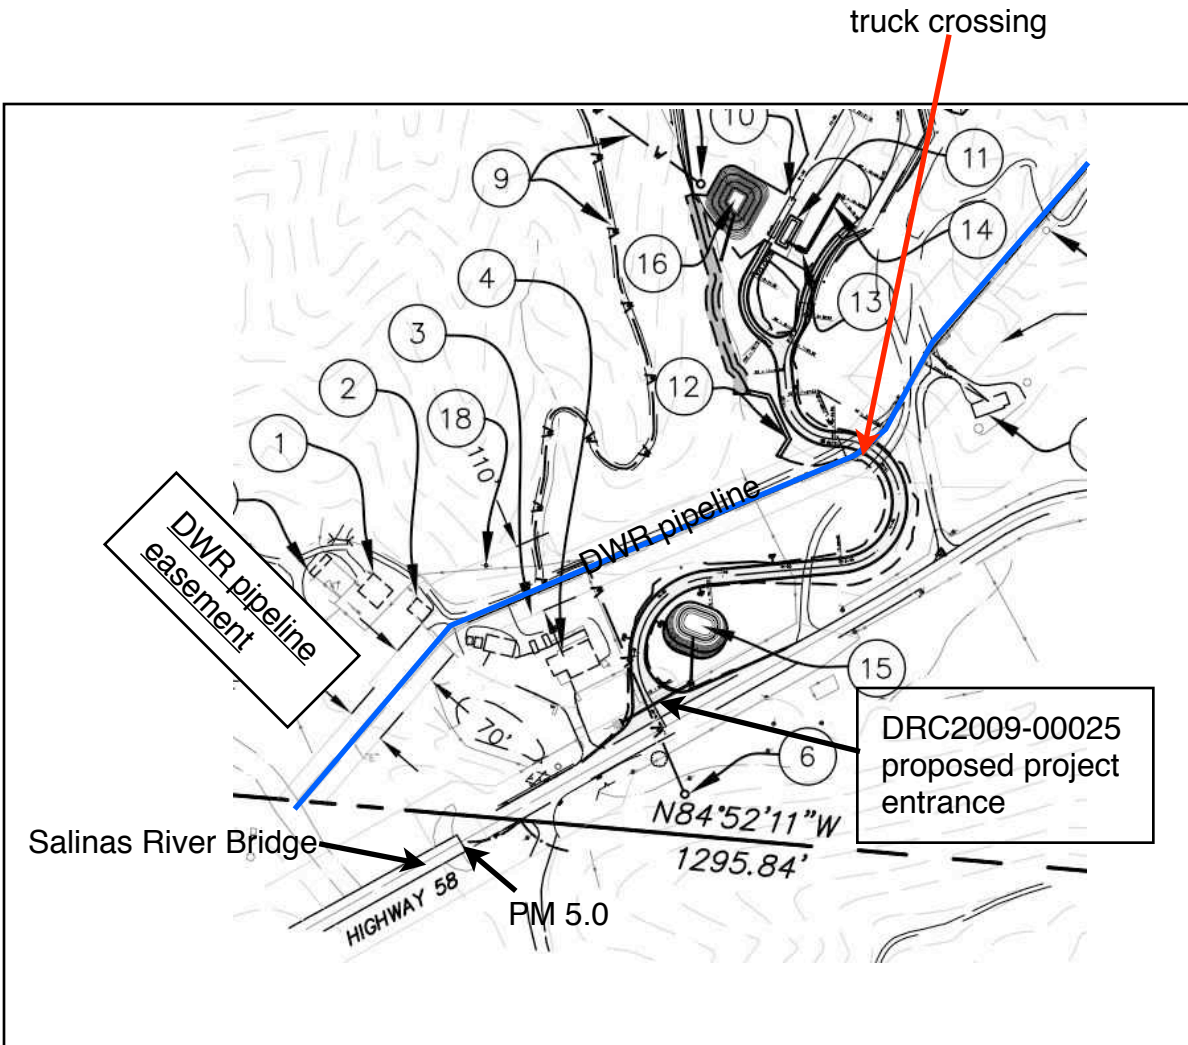 truck crossing
10
11
9
14
16
4
13
3
2
12
18
1
110
DWR pipeline
DWR pipeline
easement
15
70'
DRC2009-00025
proposed project
entrance
6
N84°52'11"W
1295.84'
Salinas River Bridge
PM 5.0
HIGHWAY 58